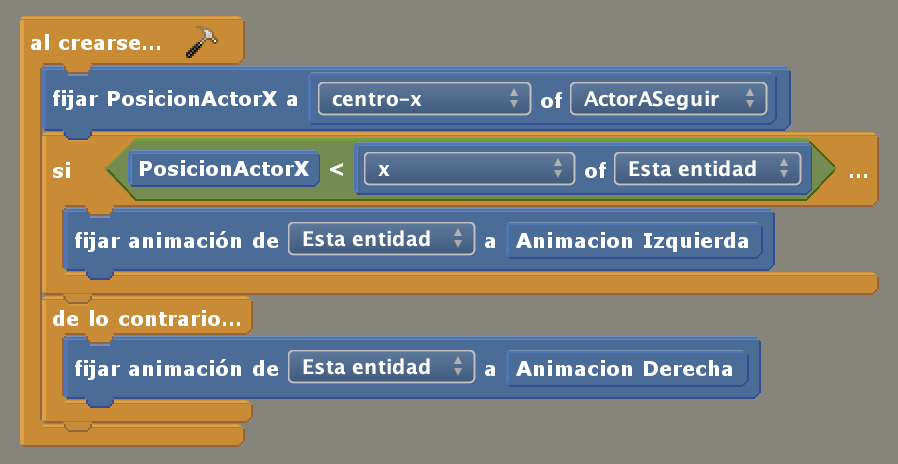 al crearse...
fijar PosicionActorX a centro-x of ActorASeguir
si PosicionActorX < x of Esta entidad ...
fijar animación de Esta entidad a Animacion Izquierda
de lo contrario...
fijar animación de Esta entidad a Animacion Derecha